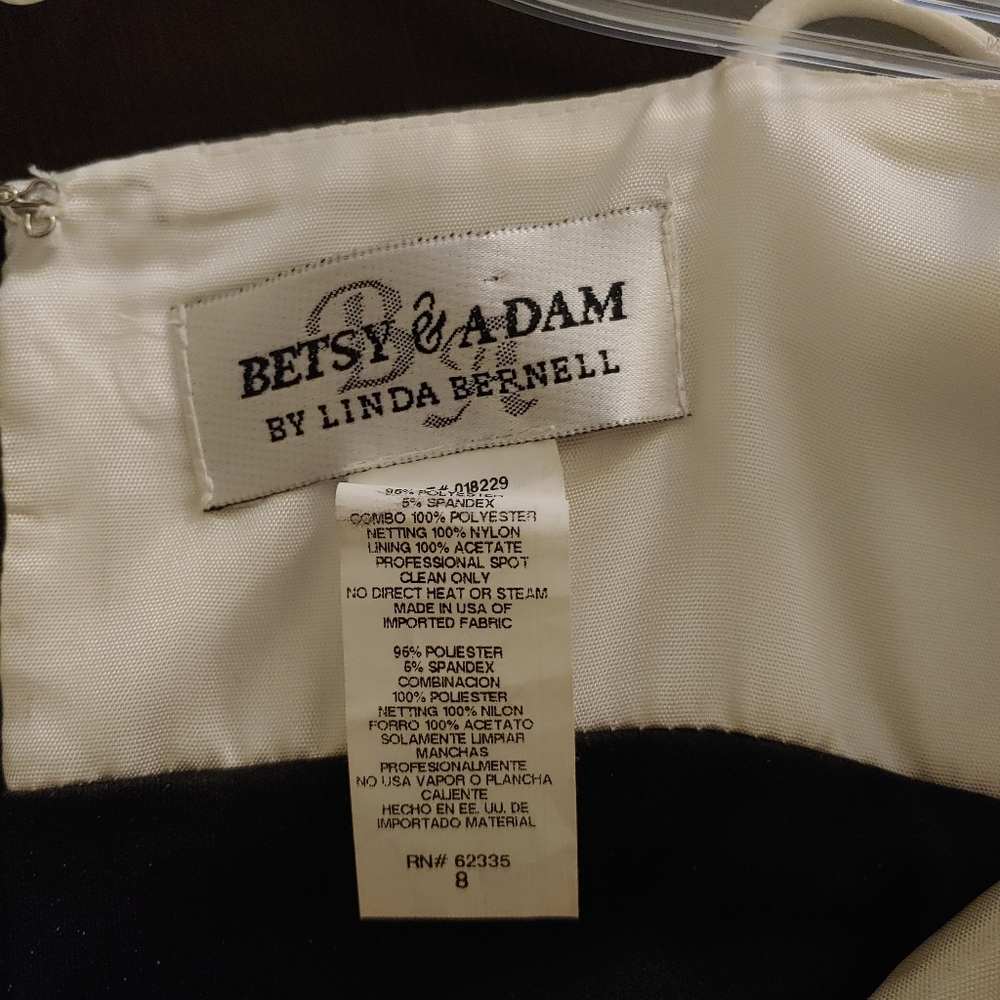 BETSY & ADAM
BY LINDA BERNELL
# 018229
5% SPANDEX
COMBO 100% POLYESTER
NETTING 100% NYLON
LINING 100% ACETATE
PROFESSIONAL SPOT
CLEAN ONLY
NO DIRECT HEAT OR STEAM
MADE IN USA OF
IMPORTED FABRIC
95% POLIESTER
5% SPANDEX
COMBINACION
100% POLIESTER
NETTING 100% NILON
FORRO 100% ACETATO
SOLAMENTE LIMPIAR
MANCHAS
PROFESIONALMENTE
NO USA VAPOR O PLANCHA
CALIENTE
HECHO EN EE. UU. DE
IMPORTADO MATERIAL
RN# 62335
8